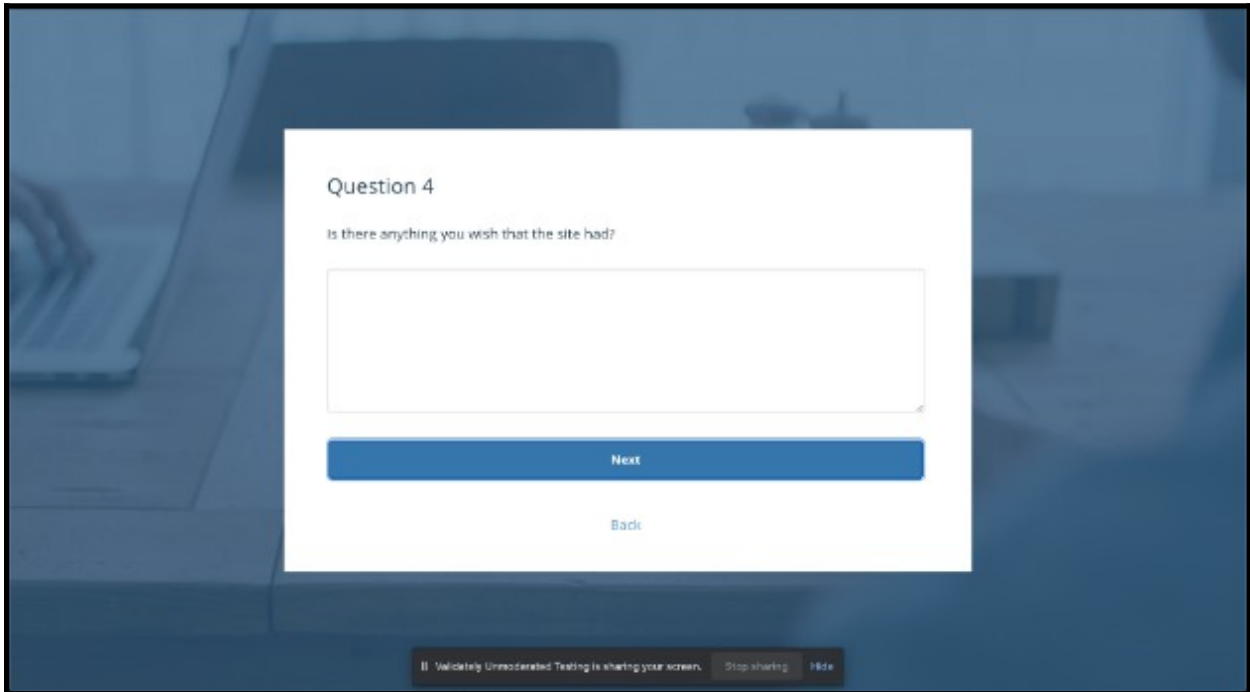 Question 4
Is there anything you wish that the site had?
Next
Back
Validately Unmoderated Testing is sharing your screen. Stop sharing Hide